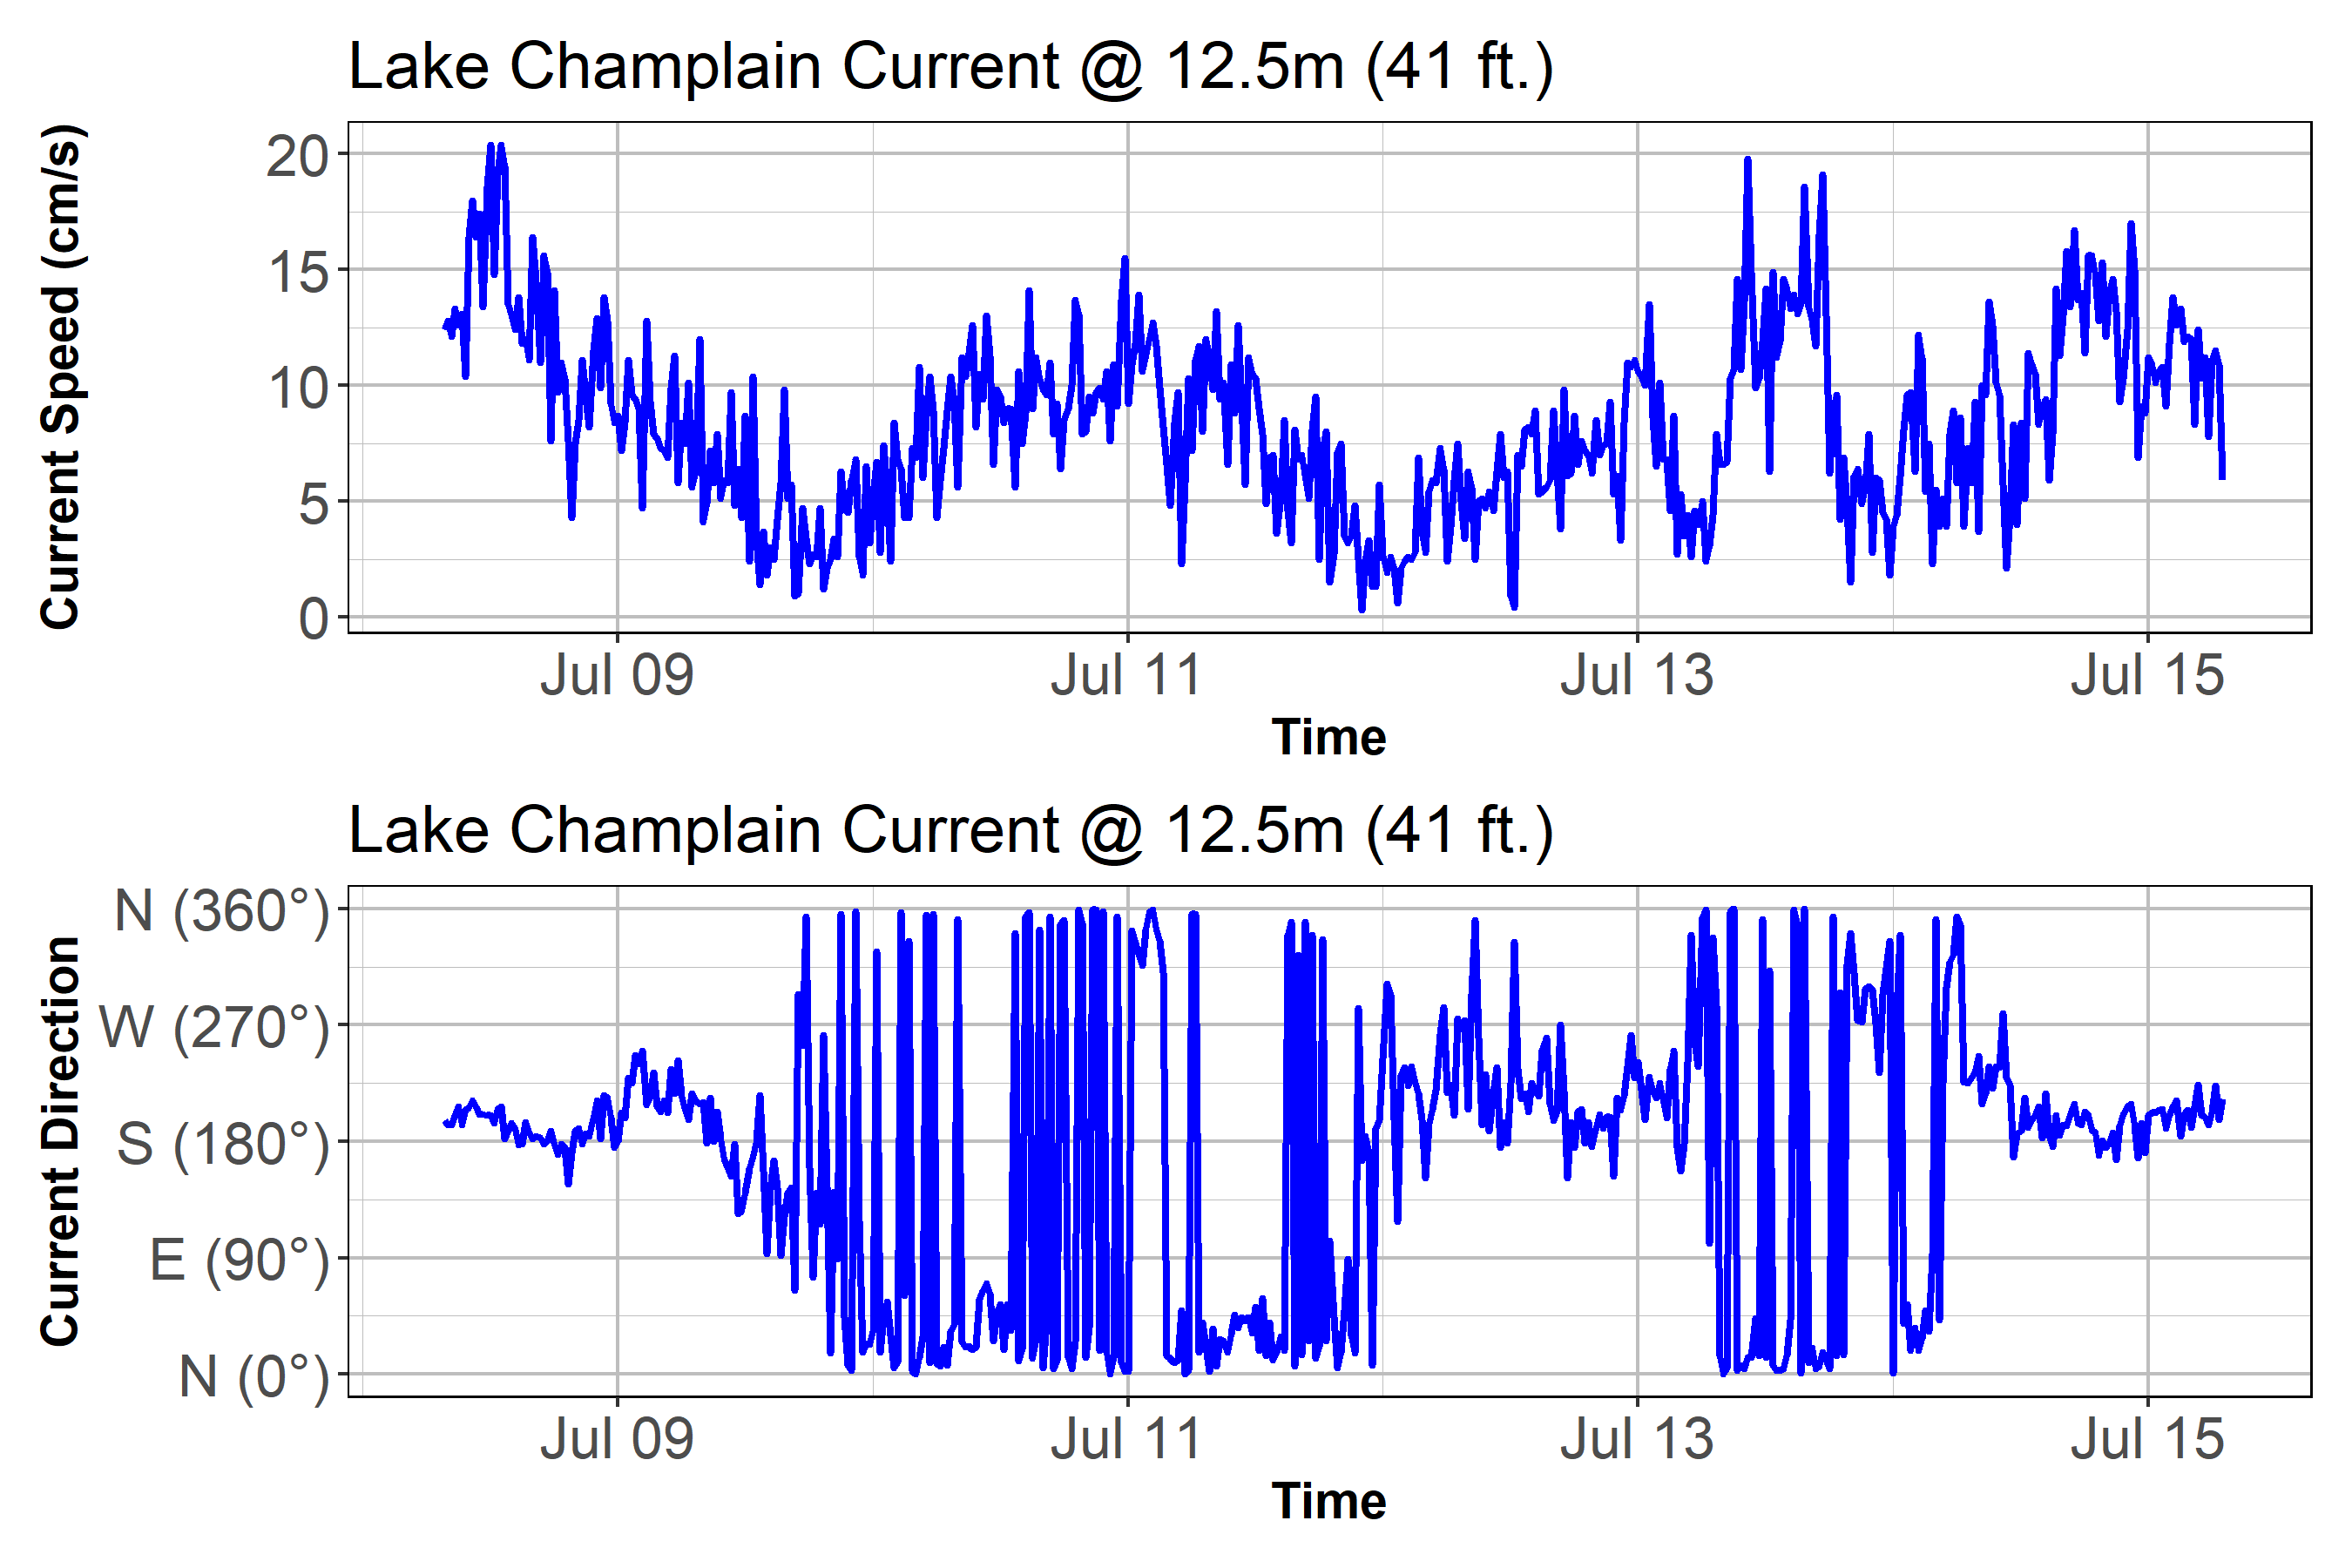 Lake Champlain Current @ 12.5m (41 ft.)
Current Speed (cm/s)
20
15
10
5
0
Jul 09 Jul 11 Jul 13 Jul 15
Time
Lake Champlain Current @ 12.5m (41 ft.)
Current Direction
N (360°)
W (270°)
S (180°)
E (90°)
N (0°)
Jul 09 Jul 11 Jul 13 Jul 15
Time